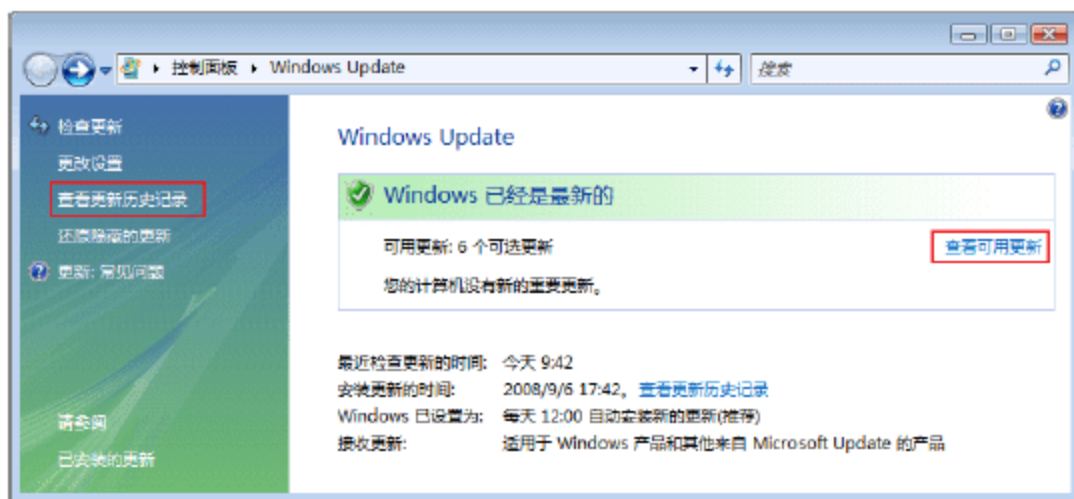 控制面板 Windows Update
搜索
检查更新
更改设置
查看更新历史记录
还原隐藏的更新
更新: 常见问题
请参阅
已安装的更新
Windows Update
Windows 已经是最新的
可用更新: 6 个可选更新 查看可用更新
您的计算机没有新的重要更新。
最近检查更新的时间: 今天 9:42
安装更新的时间: 2008/9/6 17:42。查看更新历史记录
Windows 已设置为: 每天 12:00 自动安装新的更新(推荐)
接收更新: 适用于 Windows 产品和其他来自 Microsoft Update 的产品